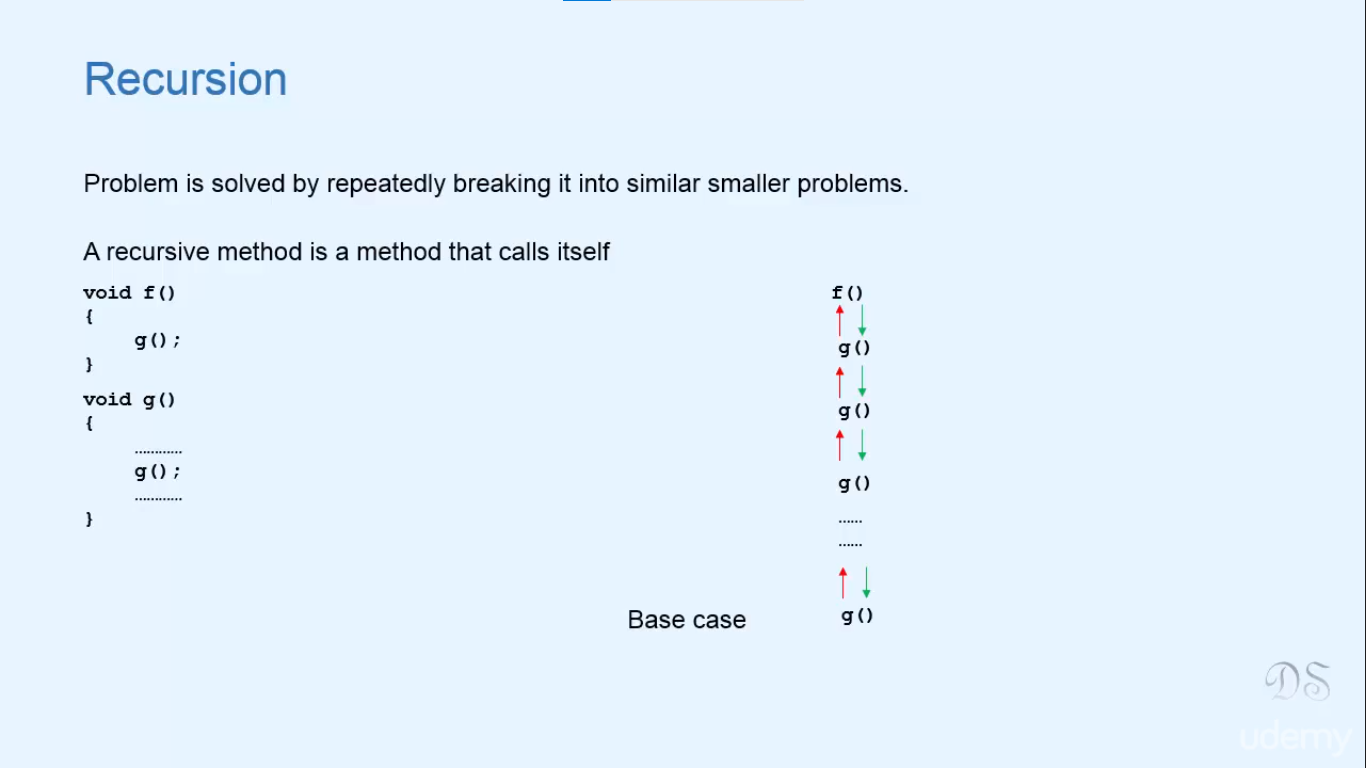 Recursion
Problem is solved by repeatedly breaking it into similar smaller problems.
A recursive method is a method that calls itself
void f()
{
g();
}
void g()
{
…………
g();
…………
}
f()
g()
g()
g()
……
……
Base case
g()
DS
udemy